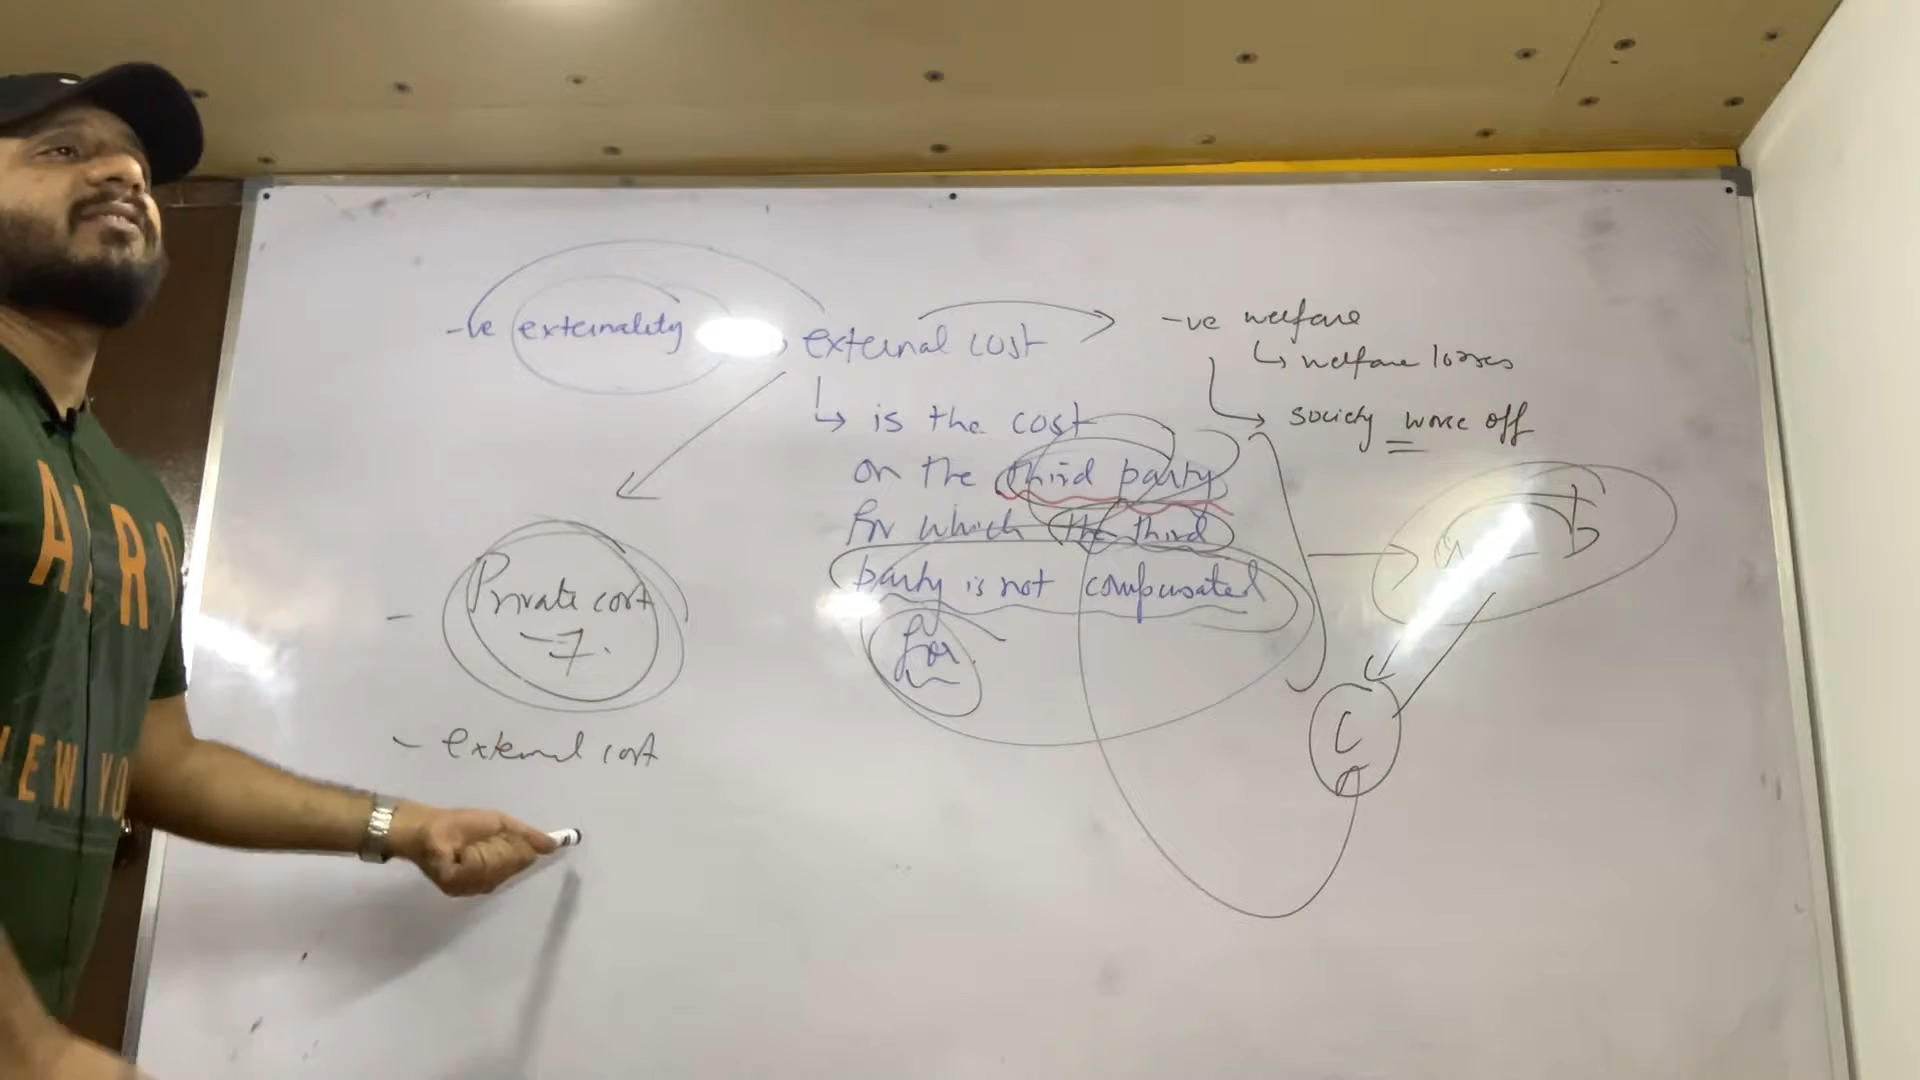 -ve externality
external cost
-ve welfare
↳ welfare losses
society worse off
↳ is the cost
on the third party
for which the third
party is not compensated
for.
a — b
C
Private cost
- external cost